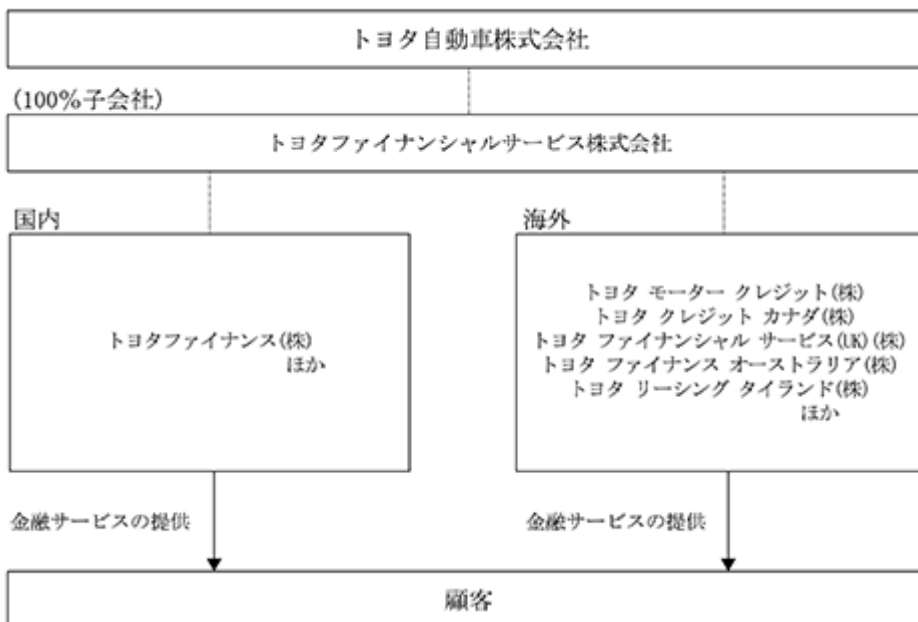 トヨタ自動車株式会社
(100%子会社)
トヨタファイナンシャルサービス株式会社
国内
トヨタファイナンス(株)
ほか
海外
トヨタ モーター クレジット(株)
トヨタ クレジット カナダ(株)
トヨタ ファイナンシャル サービス(UK)(株)
トヨタ ファイナンス オーストラリア(株)
トヨタ リーシング タイランド(株)
ほか
金融サービスの提供
金融サービスの提供
顧客